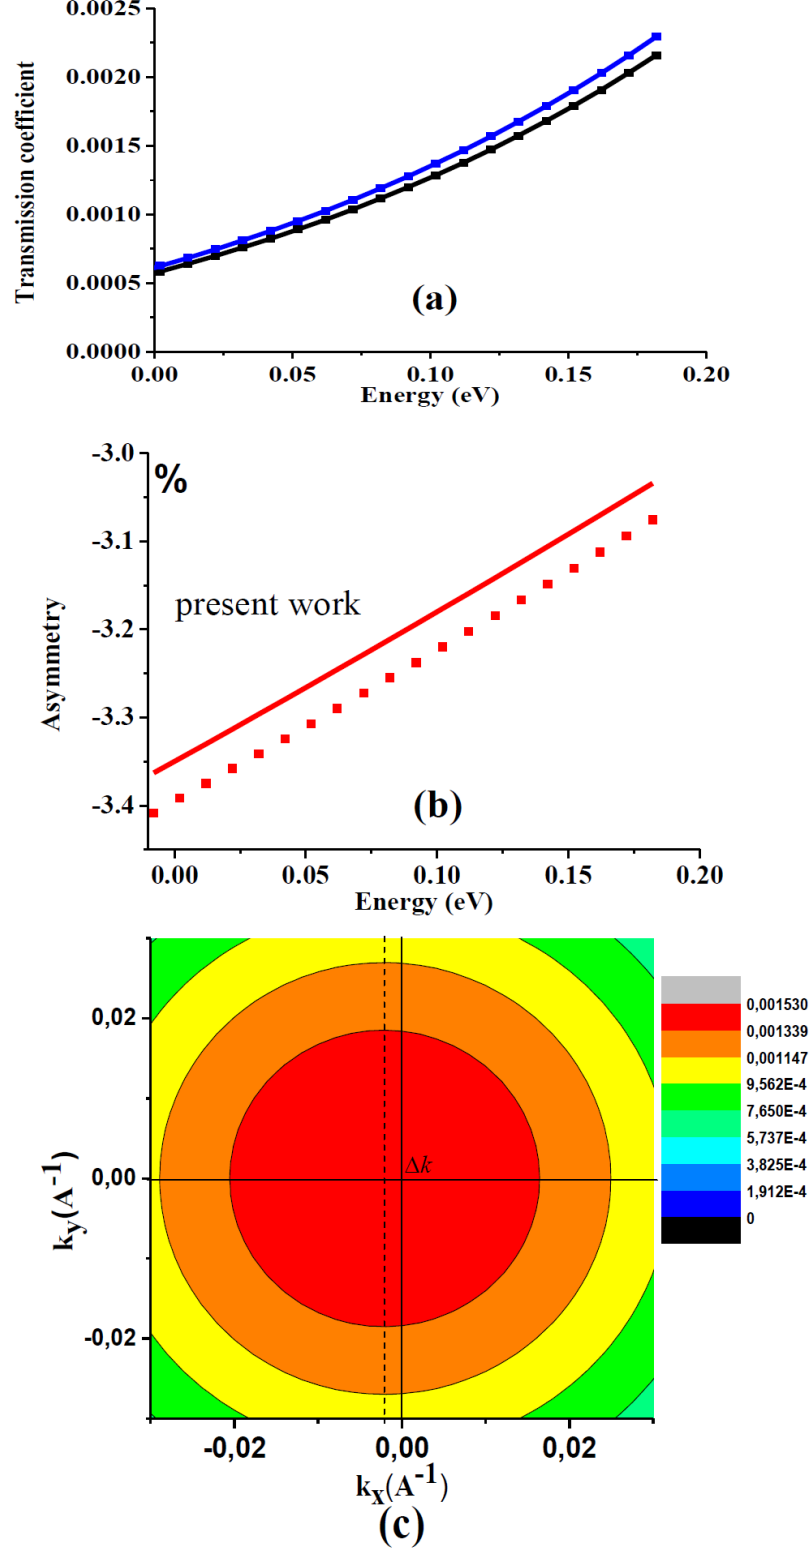 0.0025
0.0020
0.0015
0.0010
0.0005
0.0000
Transmission coefficient
(a)
0.00 0.05 0.10 0.15 0.20
Energy (eV)
-3.0
-3.1
-3.2
-3.3
-3.4
%
present work
Asymmetry
(b)
0.00 0.05 0.10 0.15 0.20
Energy (eV)
0,02
0,00
-0,02
k_y(A^-1)
Δk
0,001530
0,001339
0,001147
9,562E-4
7,650E-4
5,737E-4
3,825E-4
1,912E-4
0
-0,02 0,00 0,02
k_x(A^-1)
(c)